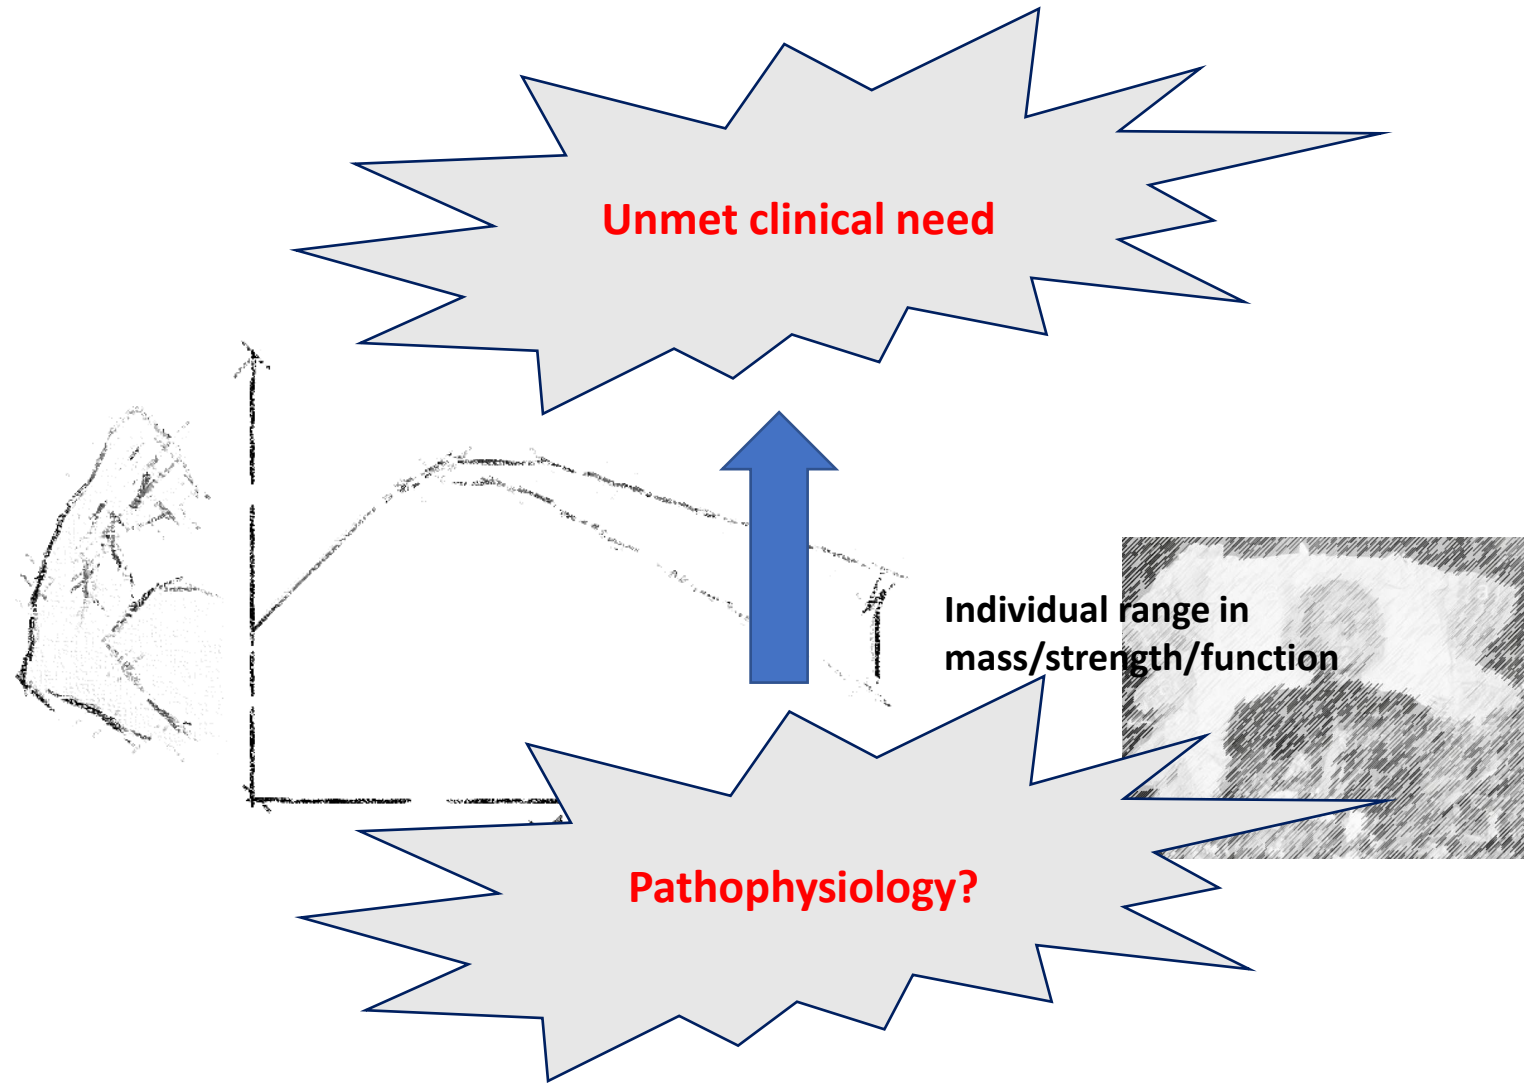 Unmet clinical need
Individual range in
mass/strength/function
Pathophysiology?